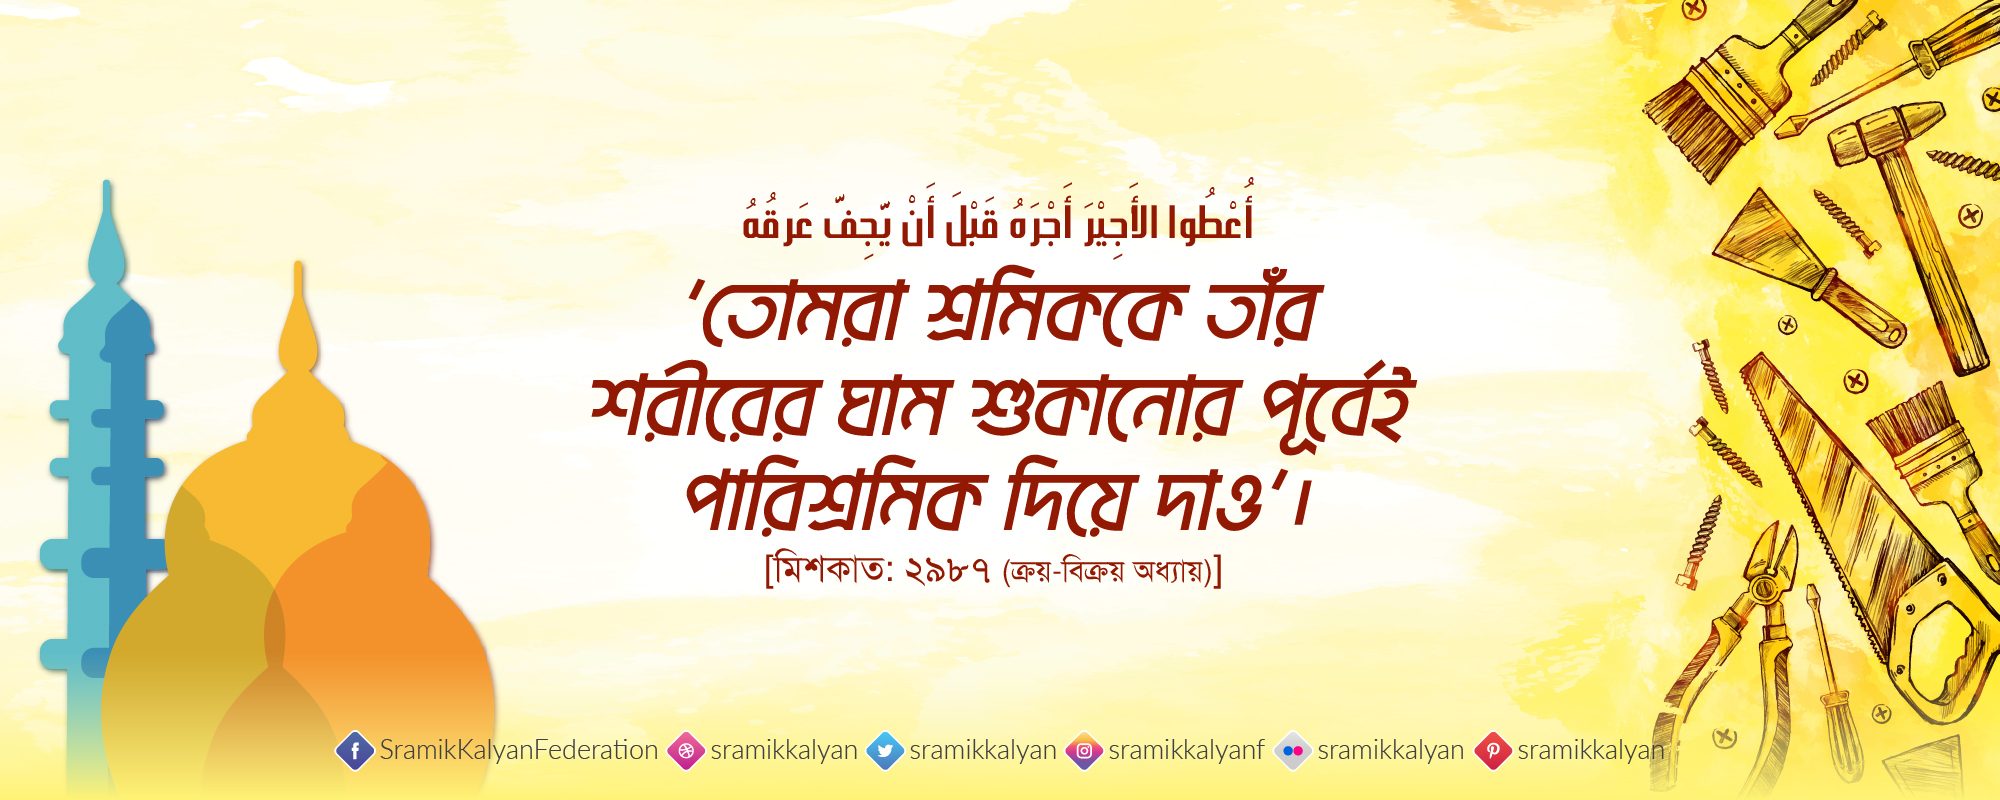 أُعْطُوا الأَجِيْرَ أَجْرَهُ قَبْلَ أَنْ يّجِفّ عَرقُهُ
'তোমরা শ্রমিককে তাঁর
শরীরের ঘাম শুকানোর পূর্বেই
পারিশ্রমিক দিয়ে দাও'।
[মিশকাত: ২৯৮৭ (ক্রয়-বিক্রয় অধ্যায়)]
SramikKalyanFederation sramikkalyan sramikkalyan sramikkalyanf sramikkalyan sramikkalyan